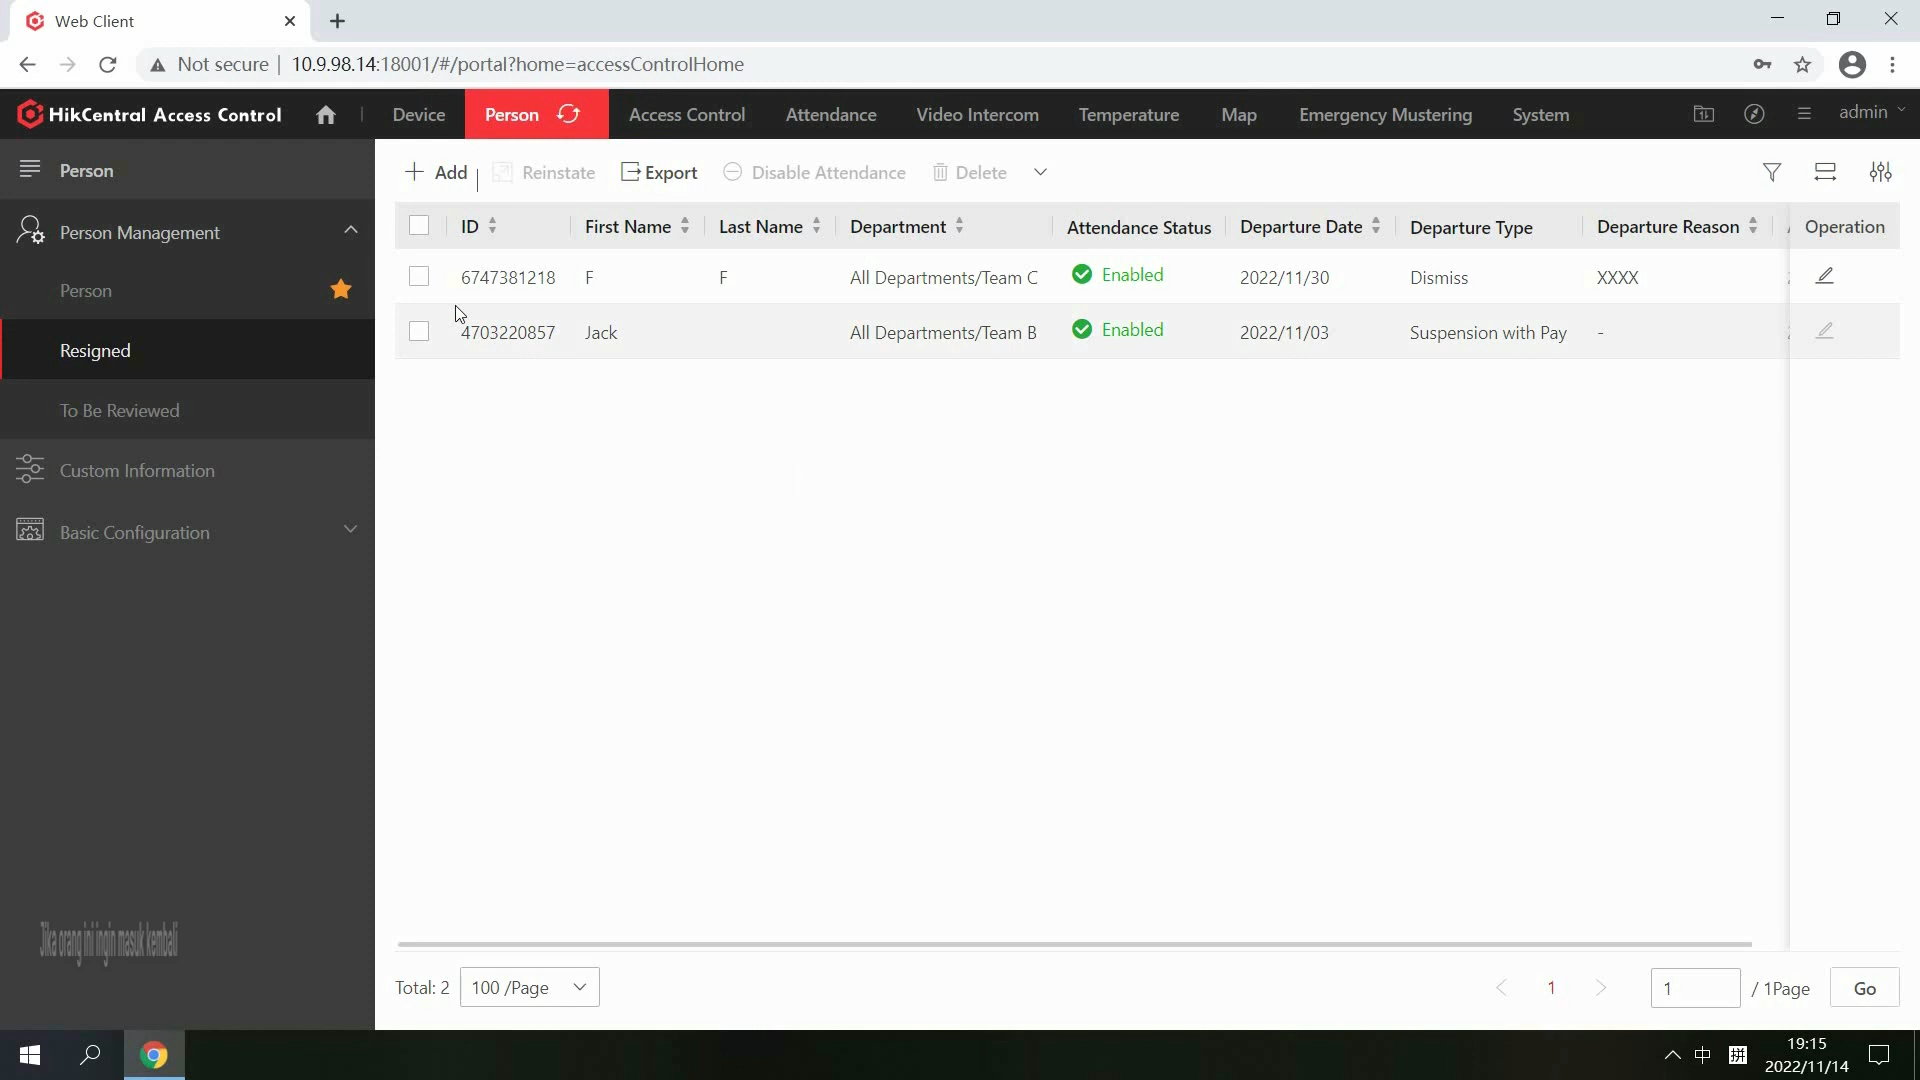 Web Client
Not secure | 10.9.98.14:18001/#/portal?home=accessControlHome
HikCentral Access Control
Device
Person
Access Control
Attendance
Video Intercom
Temperature
Map
Emergency Mustering
System
admin
Person
Person Management
Person
Resigned
To Be Reviewed
Custom Information
Basic Configuration
Jika orang ini ingin masuk kembali
Add
Reinstate
Export
Disable Attendance
Delete
ID First Name Last Name Department Attendance Status Departure Date Departure Type Departure Reason Operation
6747381218 F F All Departments/Team C Enabled 2022/11/30 Dismiss XXXX
4703220857 Jack All Departments/Team B Enabled 2022/11/03 Suspension with Pay -
Total: 2 100 /Page 1 1 / 1Page Go
中 拼 19:15
2022/11/14